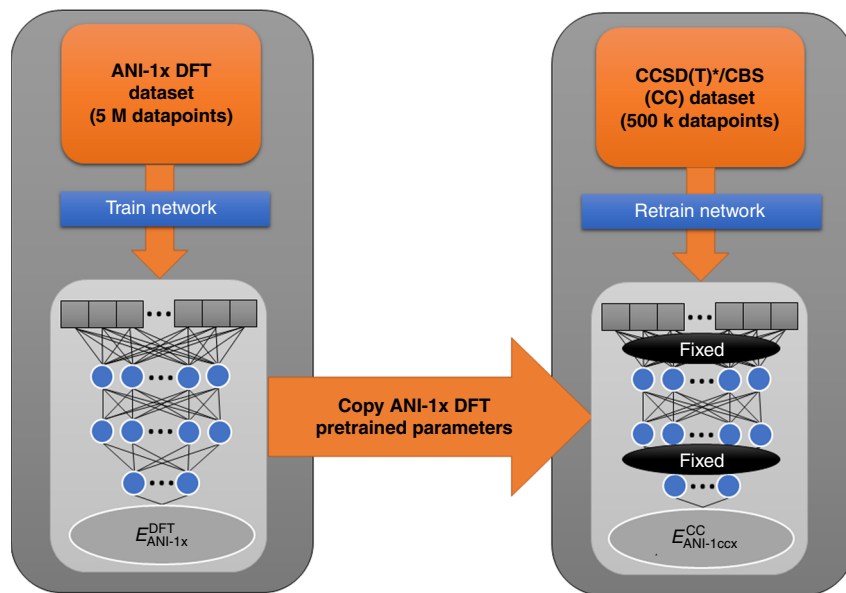 ANI-1x DFT
dataset
(5 M datapoints)
Train network
E^DFT_ANI-1x
Copy ANI-1x DFT
pretrained parameters
CCSD(T)*/CBS
(CC) dataset
(500 k datapoints)
Retrain network
Fixed
Fixed
E^CC_ANI-1ccx